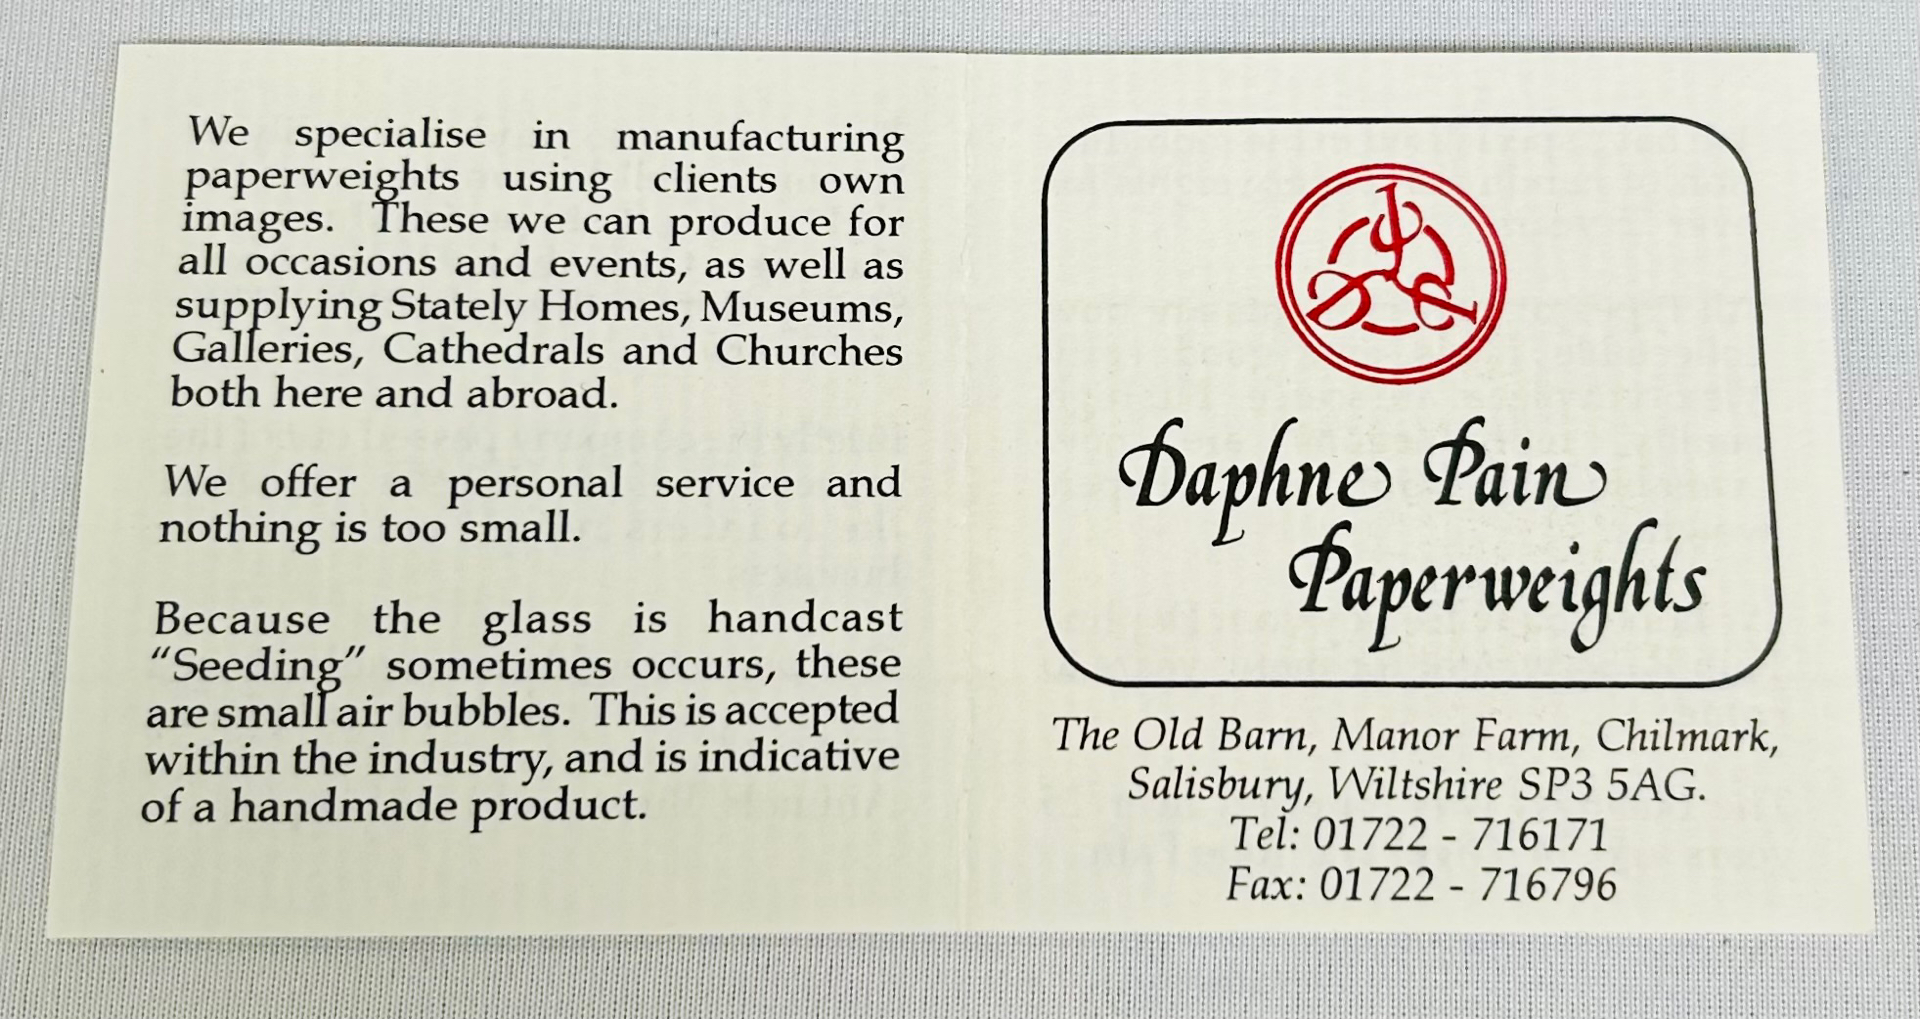 We specialise in manufacturing
paperweights using clients own
images. These we can produce for
all occasions and events, as well as
supplying Stately Homes, Museums,
Galleries, Cathedrals and Churches
both here and abroad.
We offer a personal service and
nothing is too small.
Because the glass is handcast
"Seeding" sometimes occurs, these
are small air bubbles. This is accepted
within the industry, and is indicative
of a handmade product.
Daphne Pain
Paperweights
The Old Barn, Manor Farm, Chilmark,
Salisbury, Wiltshire SP3 5AG.
Tel: 01722 - 716171
Fax: 01722 - 716796